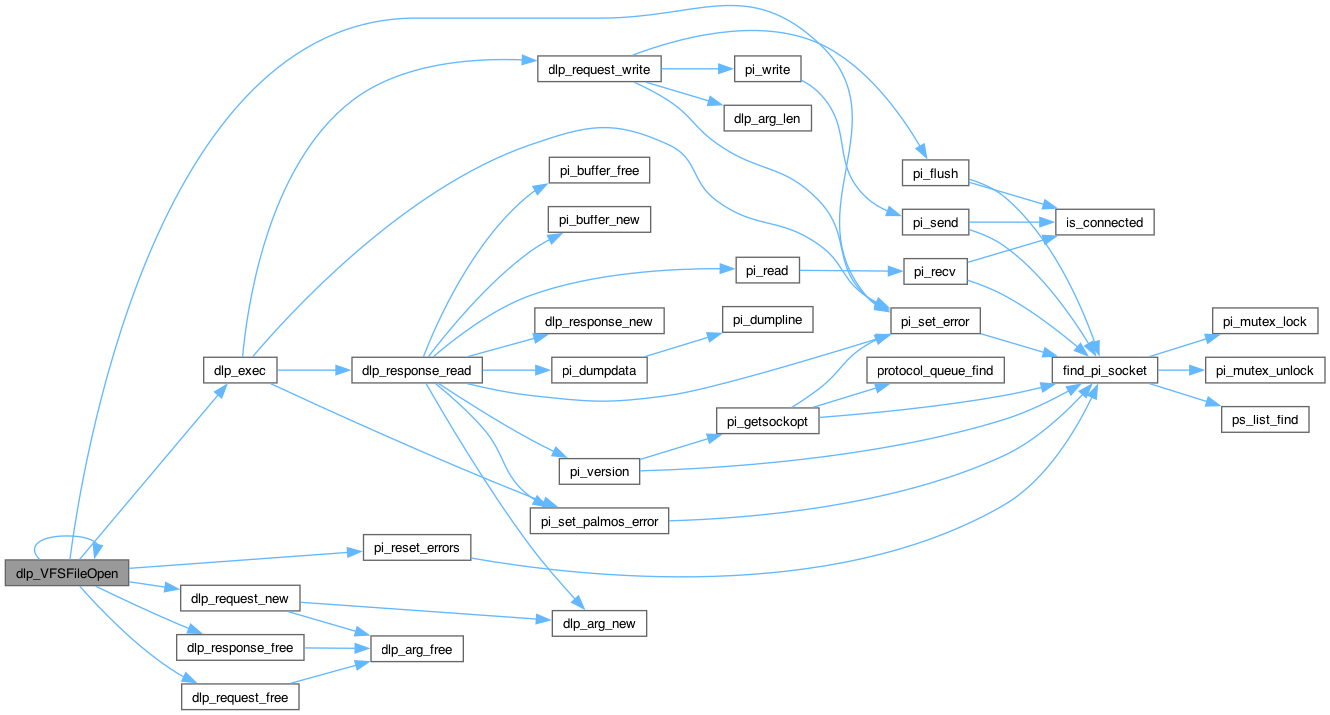 dlp_request_write
pi_write
dlp_arg_len
pi_buffer_free
pi_flush
pi_buffer_new
pi_send
is_connected
pi_read
pi_recv
dlp_response_new
pi_dumpline
pi_set_error
pi_mutex_lock
dlp_exec
dlp_response_read
pi_dumpdata
protocol_queue_find
find_pi_socket
pi_mutex_unlock
pi_getsockopt
ps_list_find
pi_version
pi_set_palmos_error
pi_reset_errors
dlp_VFSFileOpen
dlp_request_new
dlp_arg_new
dlp_response_free
dlp_arg_free
dlp_request_free